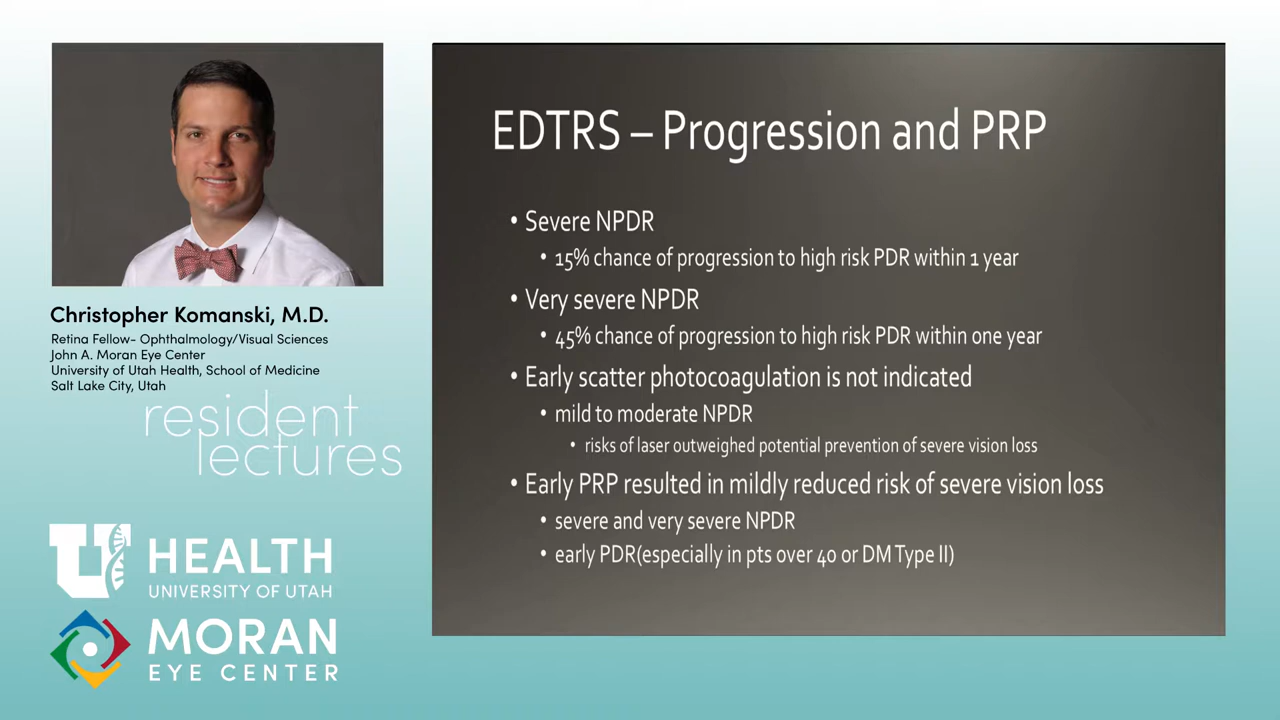 Christopher Komanski, M.D.
Retina Fellow- Ophthalmology/Visual Sciences
John A. Moran Eye Center
University of Utah Health, School of Medicine
Salt Lake City, Utah
resident
lectures
U HEALTH
UNIVERSITY OF UTAH
MORAN
EYE CENTER
EDTRS – Progression and PRP
• Severe NPDR
• 15% chance of progression to high risk PDR within 1 year
• Very severe NPDR
• 45% chance of progression to high risk PDR within one year
• Early scatter photocoagulation is not indicated
• mild to moderate NPDR
• risks of laser outweighed potential prevention of severe vision loss
• Early PRP resulted in mildly reduced risk of severe vision loss
• severe and very severe NPDR
• early PDR(especially in pts over 40 or DM Type II)